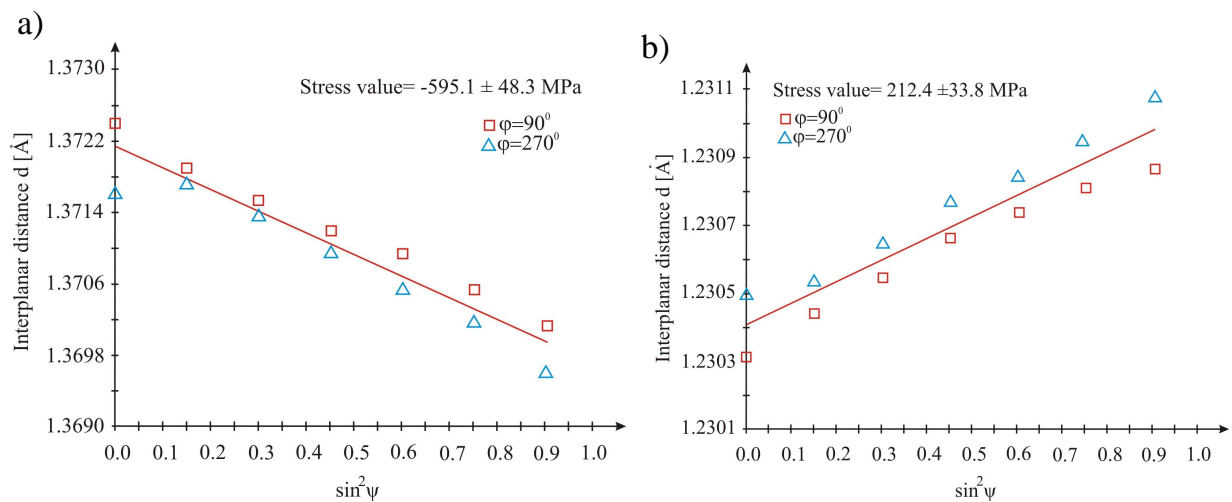 a)
Stress value= -595.1 ± 48.3 MPa
φ=90⁰
φ=270⁰
Interplanar distance d [Å]
1.3730
1.3722
1.3714
1.3706
1.3698
1.3690
0.0 0.1 0.2 0.3 0.4 0.5 0.6 0.7 0.8 0.9 1.0
sin²ψ
b)
Stress value= 212.4 ±33.8 MPa
φ=90⁰
φ=270⁰
Interplanar distance d [Å]
1.2311
1.2309
1.2307
1.2305
1.2303
1.2301
0.0 0.1 0.2 0.3 0.4 0.5 0.6 0.7 0.8 0.9 1.0
sin²ψ